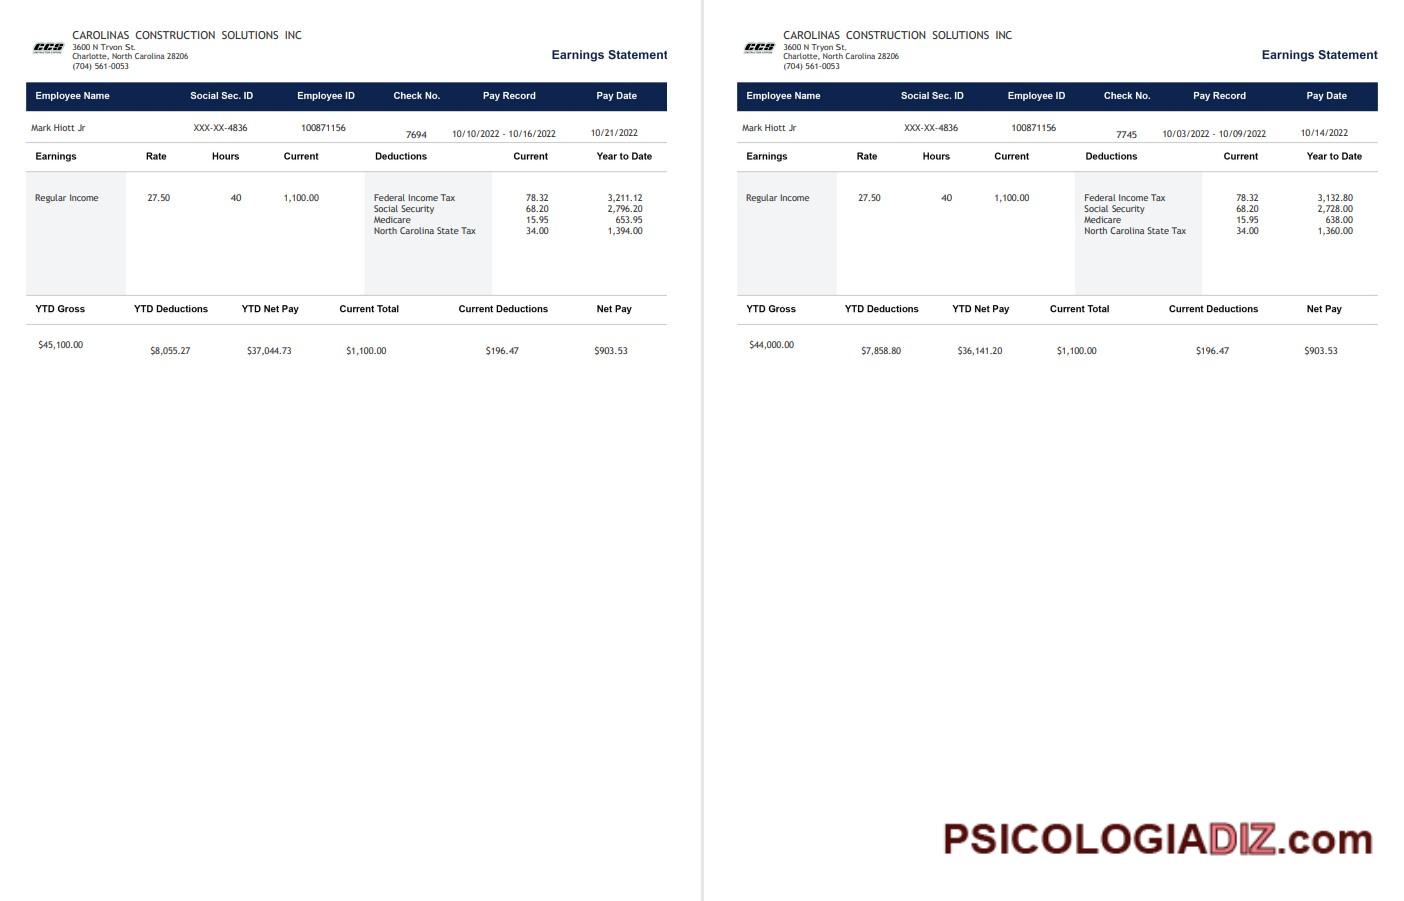 CCS
CAROLINAS CONSTRUCTION SOLUTIONS INC
3600 N Tryon St.
Charlotte, North Carolina 28206
(704) 561-0053
Earnings Statement
Employee Name Social Sec. ID Employee ID Check No. Pay Record Pay Date
Mark Hiott Jr XXX-XX-4836 100871156 7694 10/10/2022 - 10/16/2022 10/21/2022
Earnings Rate Hours Current Deductions Current Year to Date
Regular Income 27.50 40 1,100.00 Federal Income Tax 78.32 3,211.12
Social Security 68.20 2,796.20
Medicare 15.95 653.95
North Carolina State Tax 34.00 1,394.00
YTD Gross YTD Deductions YTD Net Pay Current Total Current Deductions Net Pay
$45,100.00 $8,055.27 $37,044.73 $1,100.00 $196.47 $903.53
CCS
CAROLINAS CONSTRUCTION SOLUTIONS INC
3600 N Tryon St.
Charlotte, North Carolina 28206
(704) 561-0053
Earnings Statement
Employee Name Social Sec. ID Employee ID Check No. Pay Record Pay Date
Mark Hiott Jr XXX-XX-4836 100871156 7745 10/03/2022 - 10/09/2022 10/14/2022
Earnings Rate Hours Current Deductions Current Year to Date
Regular Income 27.50 40 1,100.00 Federal Income Tax 78.32 3,132.80
Social Security 68.20 2,728.00
Medicare 15.95 638.00
North Carolina State Tax 34.00 1,360.00
YTD Gross YTD Deductions YTD Net Pay Current Total Current Deductions Net Pay
$44,000.00 $7,858.80 $36,141.20 $1,100.00 $196.47 $903.53
PSICOLOGIADIZ.com